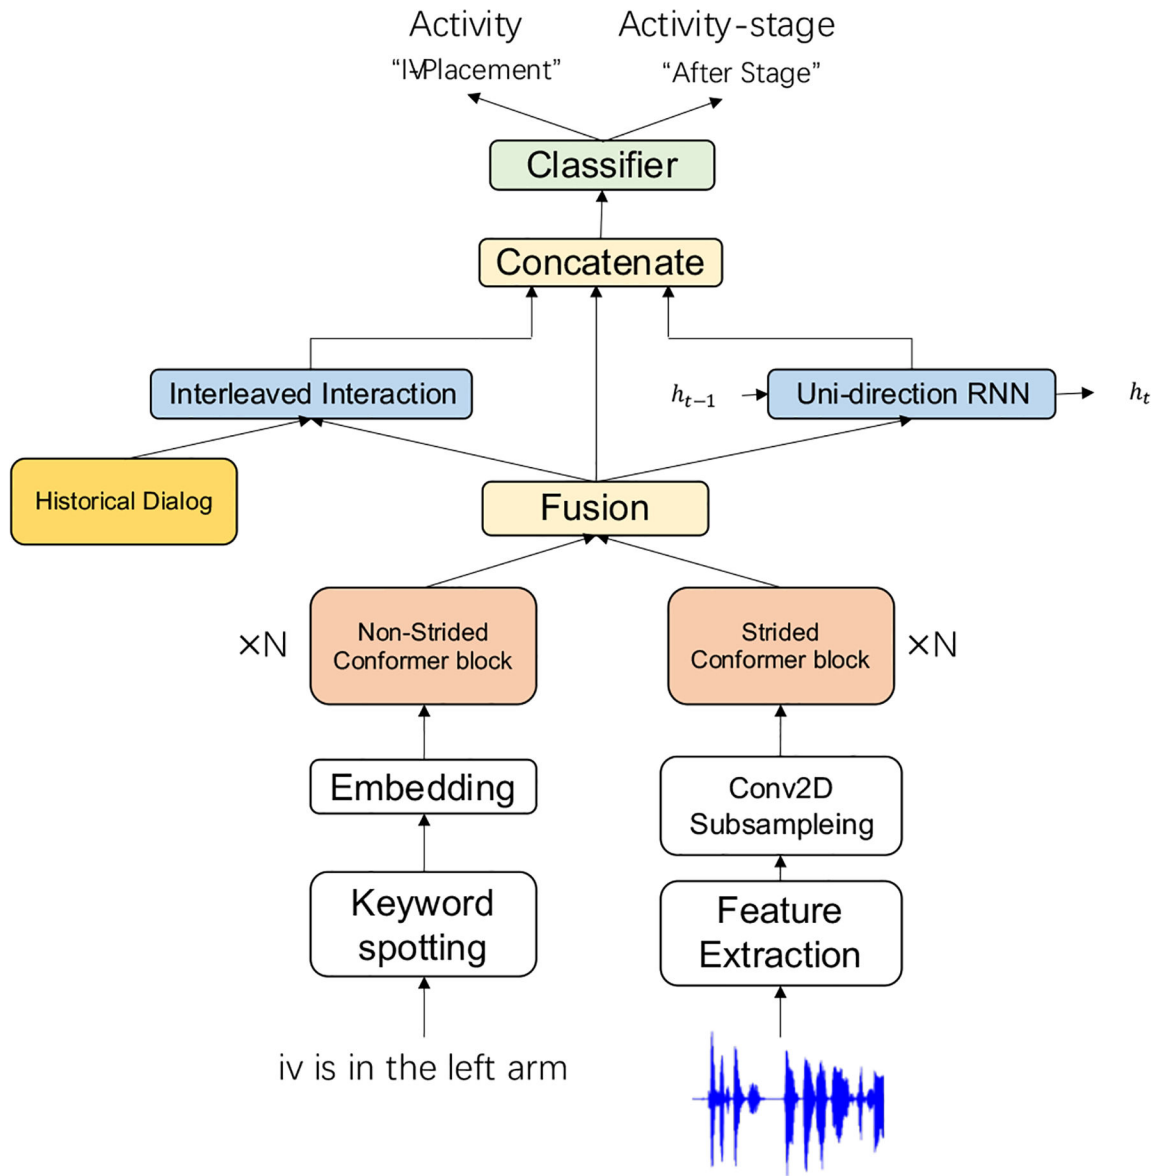 Activity
Activity-stage
“IV-Placement”
“After Stage”
Classifier
Concatenate
Interleaved Interaction
h_{t-1}
Uni-direction RNN
h_t
Historical Dialog
Fusion
×N
Non-Strided
Conformer block
Strided
Conformer block
×N
Embedding
Conv2D
Subsampleing
Keyword
spotting
Feature
Extraction
iv is in the left arm